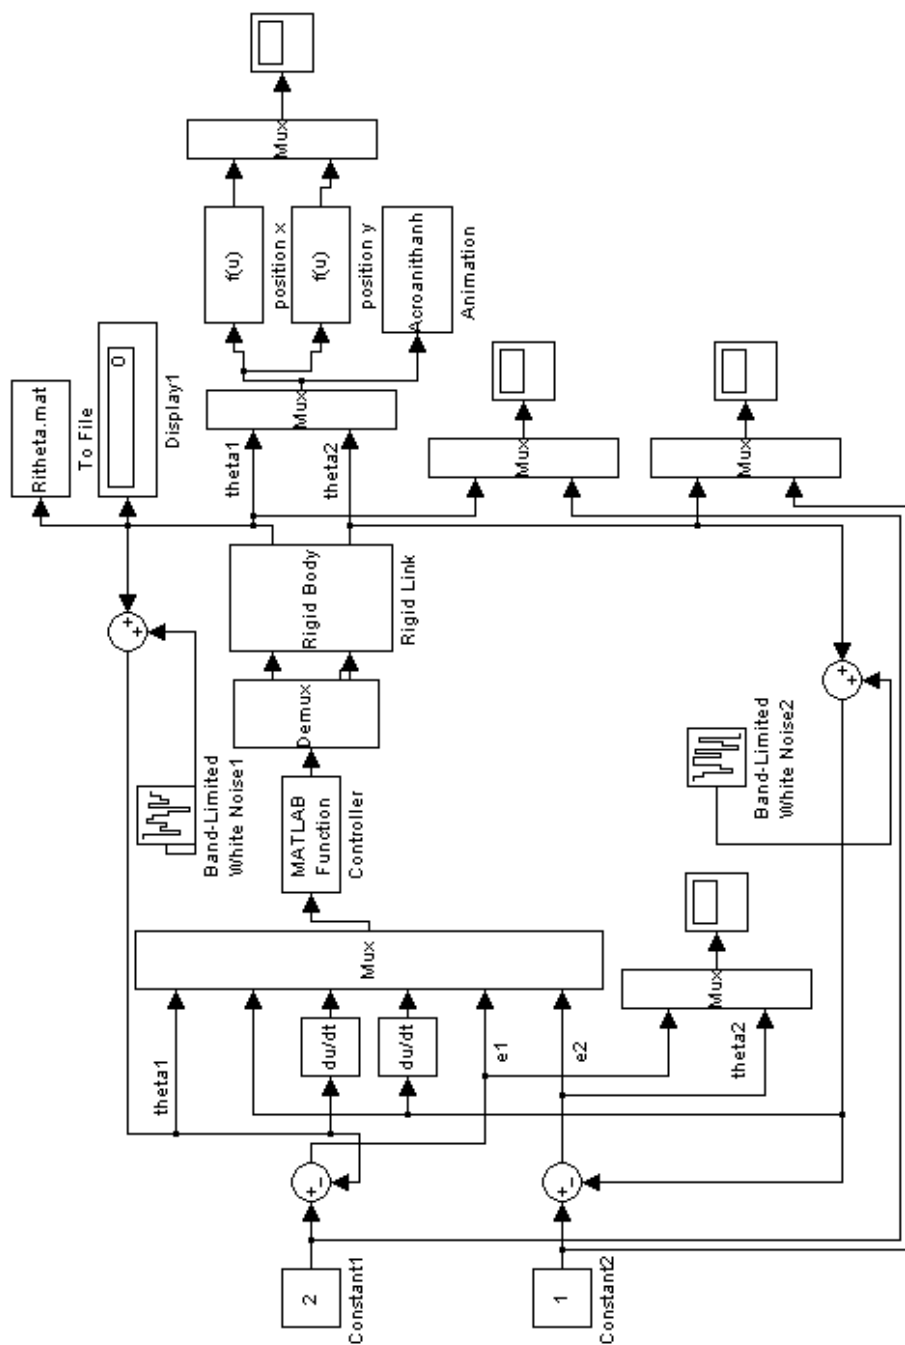 2
Constant1
1
Constant2
+
−
+
−
theta1
du/dt
du/dt
e1
e2
theta2
Mux
Mux
MATLAB
Function
Controller
Band-Limited
White Noise1
Band-Limited
White Noise2
Demux
Rigid Body
Rigid Link
+
+
+
+
Ritheta.mat
To File
0
Display1
theta1
theta2
Mux
Mux
Mux
f(u)
position x
f(u)
position y
Acroanithanh
Animation
Mux